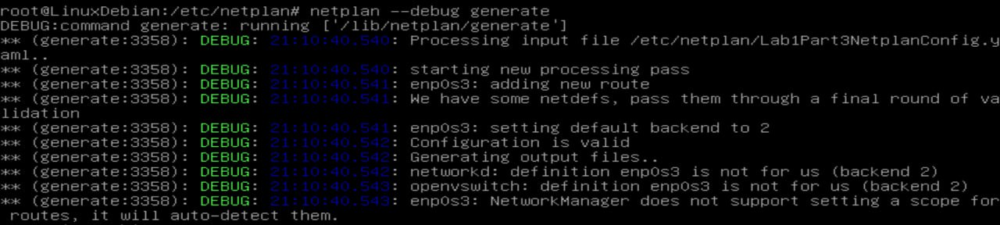 root@LinuxDebian:/etc/netplan# netplan --debug generate
DEBUG:command generate: running ['/lib/netplan/generate']
** (generate:3358): DEBUG: 21:10:40.540: Processing input file /etc/netplan/Lab1Part3NetplanConfig.y
aml..
** (generate:3358): DEBUG: 21:10:40.540: starting new processing pass
** (generate:3358): DEBUG: 21:10:40.541: enp0s3: adding new route
** (generate:3358): DEBUG: 21:10:40.541: We have some netdefs, pass them through a final round of va
lidation
** (generate:3358): DEBUG: 21:10:40.541: enp0s3: setting default backend to 2
** (generate:3358): DEBUG: 21:10:40.542: Configuration is valid
** (generate:3358): DEBUG: 21:10:40.542: Generating output files..
** (generate:3358): DEBUG: 21:10:40.542: networkd: definition enp0s3 is not for us (backend 2)
** (generate:3358): DEBUG: 21:10:40.543: openvswitch: definition enp0s3 is not for us (backend 2)
** (generate:3358): DEBUG: 21:10:40.543: enp0s3: NetworkManager does not support setting a scope for
 routes, it will auto-detect them.